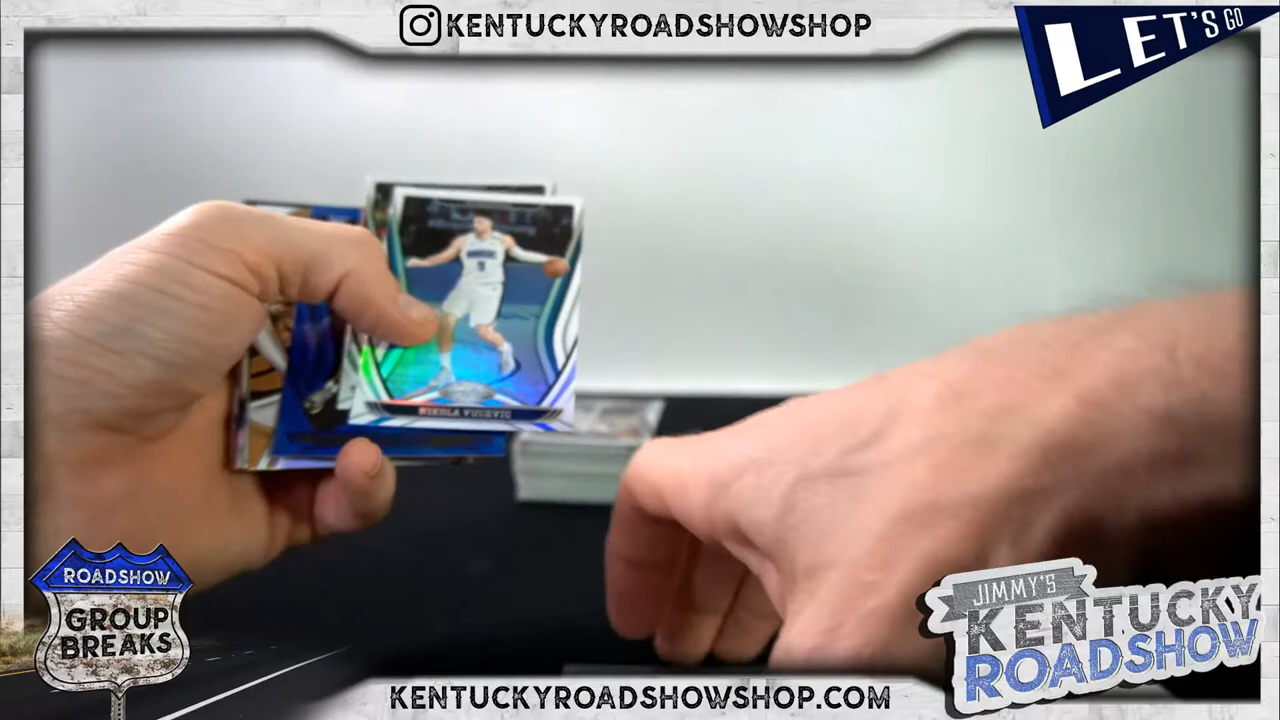 KENTUCKYROADSHOWSHOP
LET'S GO
NIKOLA VUCEVIC
ROADSHOW
GROUP
BREAKS
JIMMY'S
KENTUCKY
ROADSHOW
KENTUCKYROADSHOWSHOP.COM